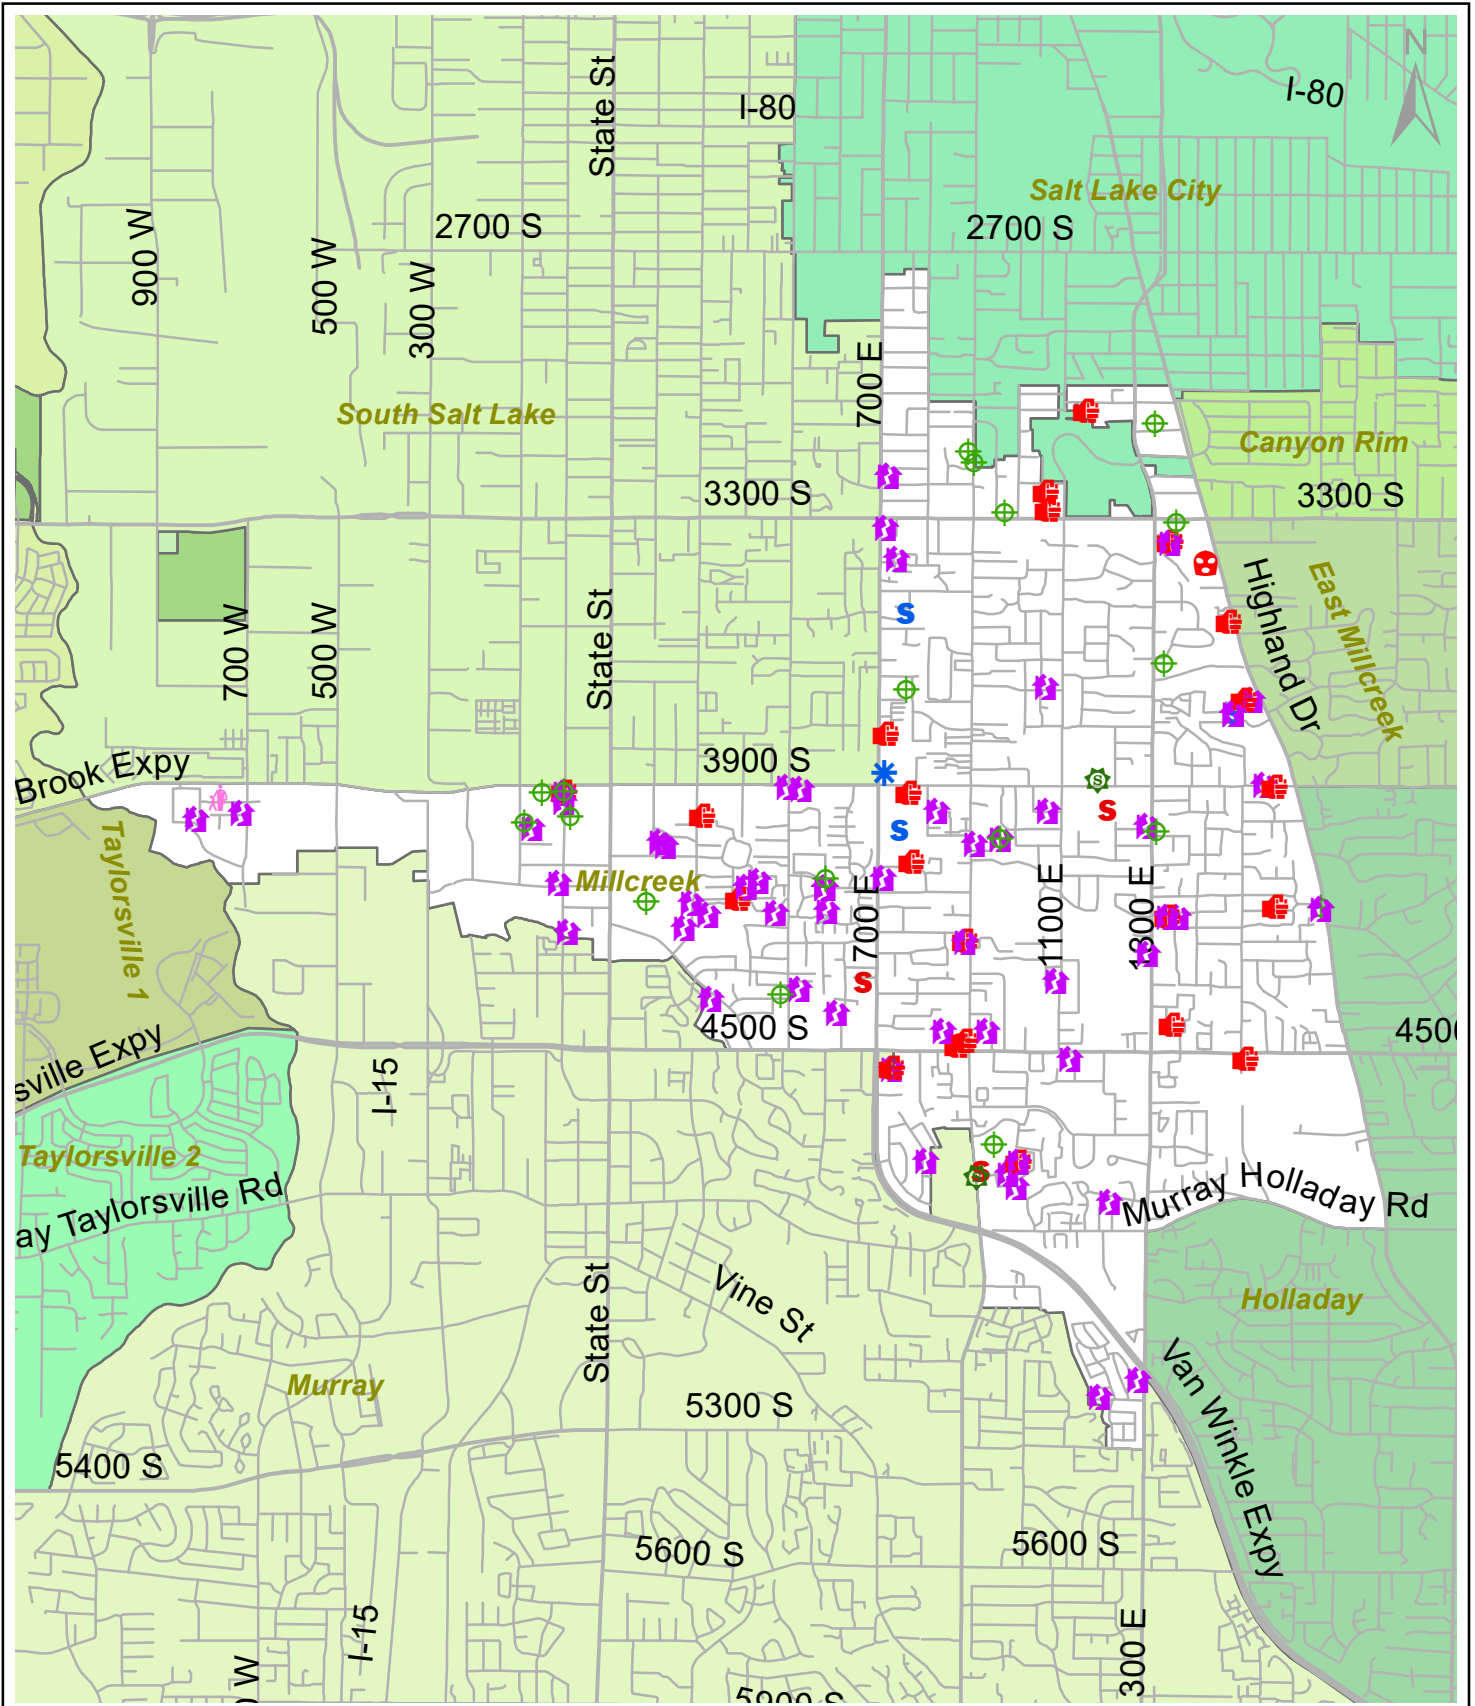 N
State St
I-80
I-80
Salt Lake City
900 W
2700 S
2700 S
500 W
300 W
700 E
South Salt Lake
Canyon Rim
3300 S
3300 S
S
Highland Dr
East Millcreek
700 W
500 W
State St
3900 S
Brook Expy
S
S
S
Taylorsville 1
Millcreek
700 E
1100 E
1300 E
S
4500 S
4500
sville Expy
I-15
Taylorsville 2
ay Taylorsville Rd
S
S
Murray Holladay Rd
State St
Vine St
Holladay
Van Winkle Expy
Murray
5300 S
5400 S
5600 S
5600 S
I-15
300 E
0 W
5900 S